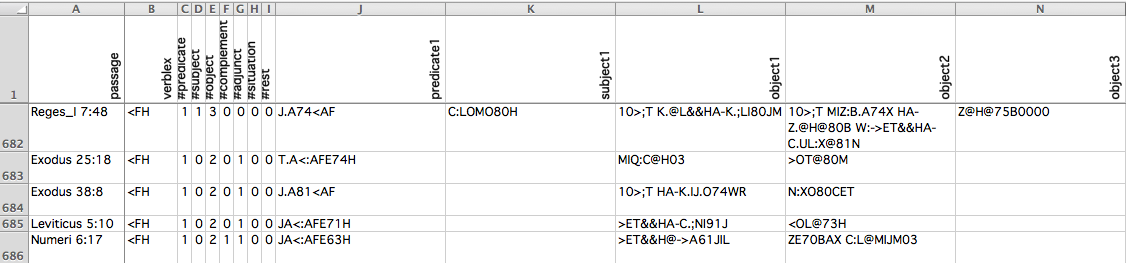 A B C D E F G H I J K L M N
1 passage verblex #predicate #subject #object #complement #adjunct #situation #rest predicate1 subject1 object1 object2 object3
682 Reges_I 7:48 <FH 1 1 3 0 0 0 0 J.A74<AF C:LOMO80H 10>;T K.@L&&HA-K.;LI80JM 10>;T MIZ:B.A74X HA- Z@H@75B0000
Z.@H@80B W:->ET&&HA-
C.UL:X@81N
683 Exodus 25:18 <FH 1 0 2 0 1 0 0 T.A<:AFE74H MIQ:C@H03 >OT@80M
684 Exodus 38:8 <FH 1 0 2 0 1 0 0 J.A81<AF 10>;T HA-K.IJ.O74WR N:XO80CET
685 Leviticus 5:10 <FH 1 0 2 0 1 0 0 JA<:AFE71H >ET&&HA-C.;NI91J <OL@73H
686 Numeri 6:17 <FH 1 0 2 1 1 0 0 JA<:AFE63H >ET&&H@->A61JIL ZE70BAX C:L@MIJM03